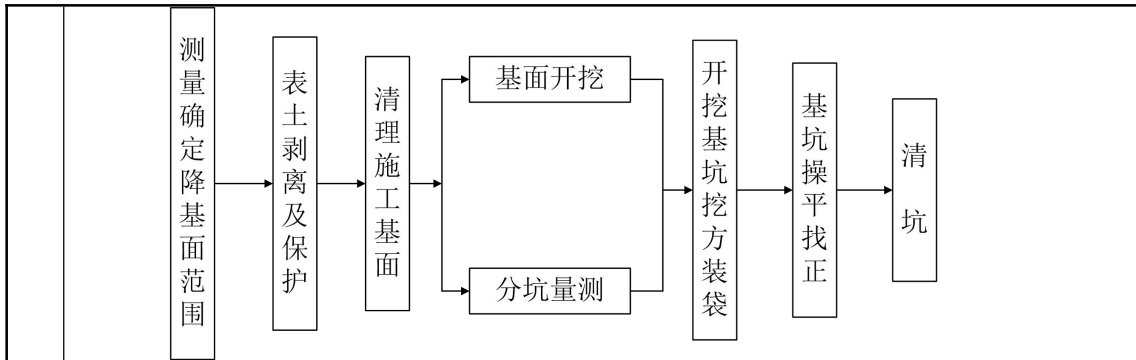 测量确定降基面范围
表土剥离及保护
清理施工基面
基面开挖
分坑量测
开挖基坑挖方装袋
基坑操平找正
清坑